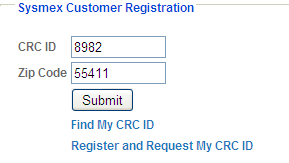 Sysmex Customer Registration
CRC ID 8982
Zip Code 55411
Submit
Find My CRC ID
Register and Request My CRC ID